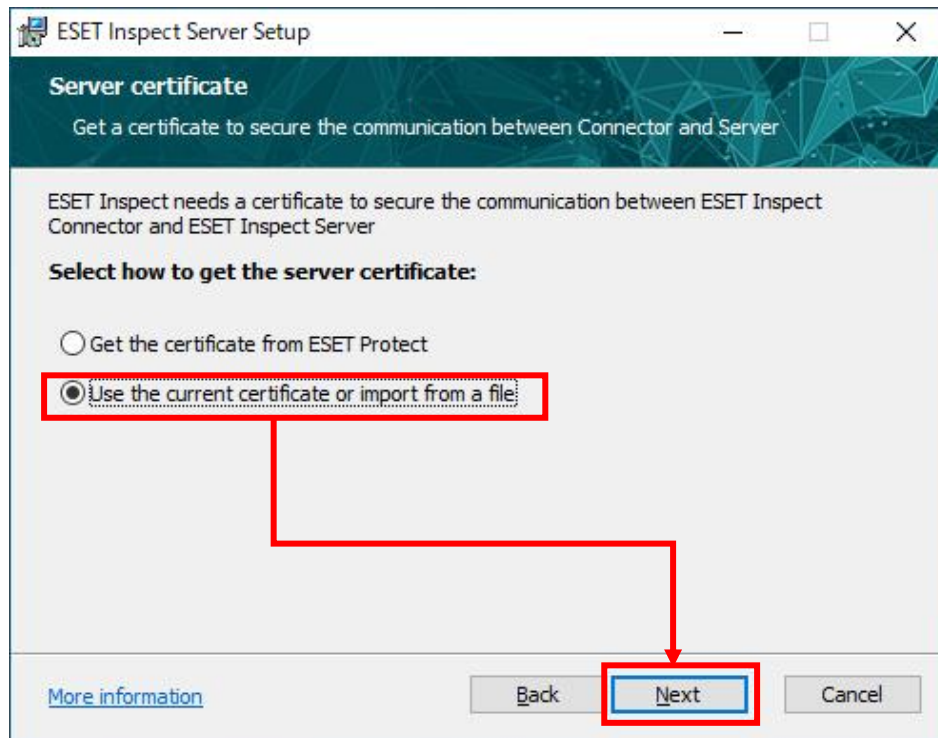 ESET Inspect Server Setup
Server certificate
Get a certificate to secure the communication between Connector and Server
ESET Inspect needs a certificate to secure the communication between ESET Inspect
Connector and ESET Inspect Server
Select how to get the server certificate:
Get the certificate from ESET Protect
Use the current certificate or import from a file
More information
Back
Next
Cancel